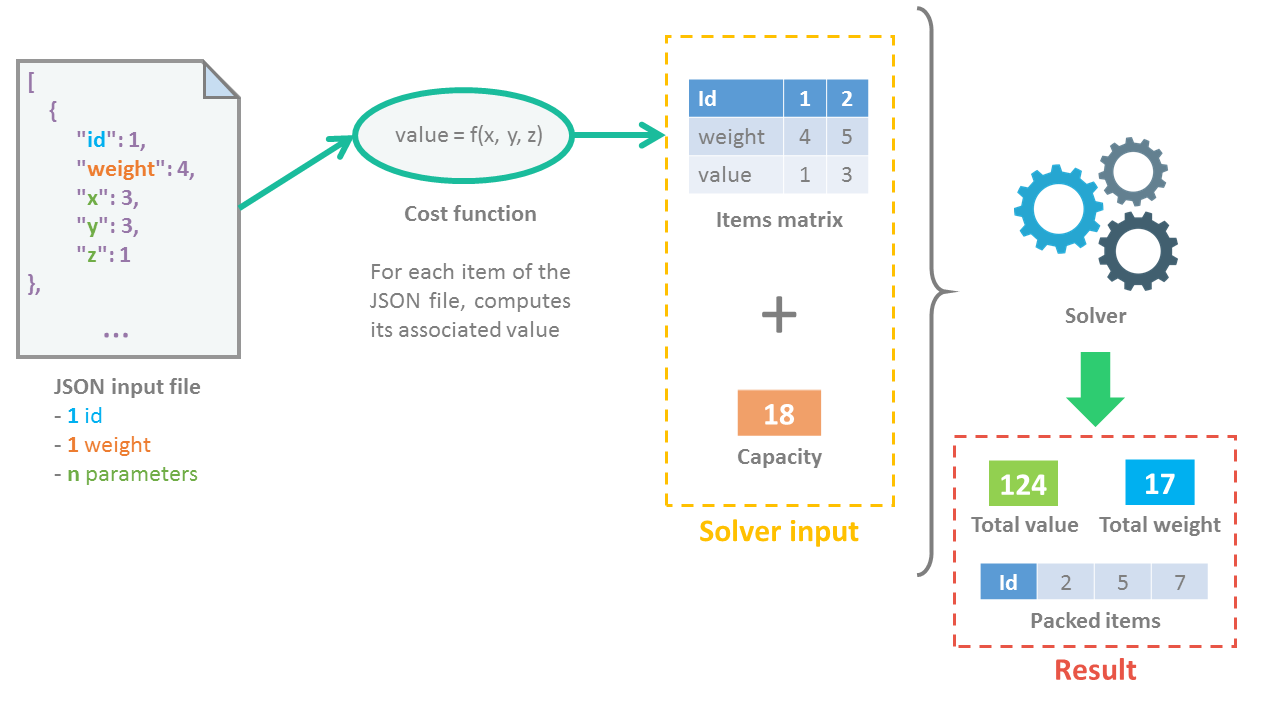 [
{
"id": 1,
"weight": 4,
"x": 3,
"y": 3,
"z": 1
},
...
JSON input file
- 1 id
- 1 weight
- n parameters
value = f(x, y, z)
Cost function
For each item of the
JSON file, computes
its associated value
Id 1 2
weight 4 5
value 1 3
Items matrix
+
18
Capacity
Solver input
Solver
124
Total value
17
Total weight
Id 2 5 7
Packed items
Result